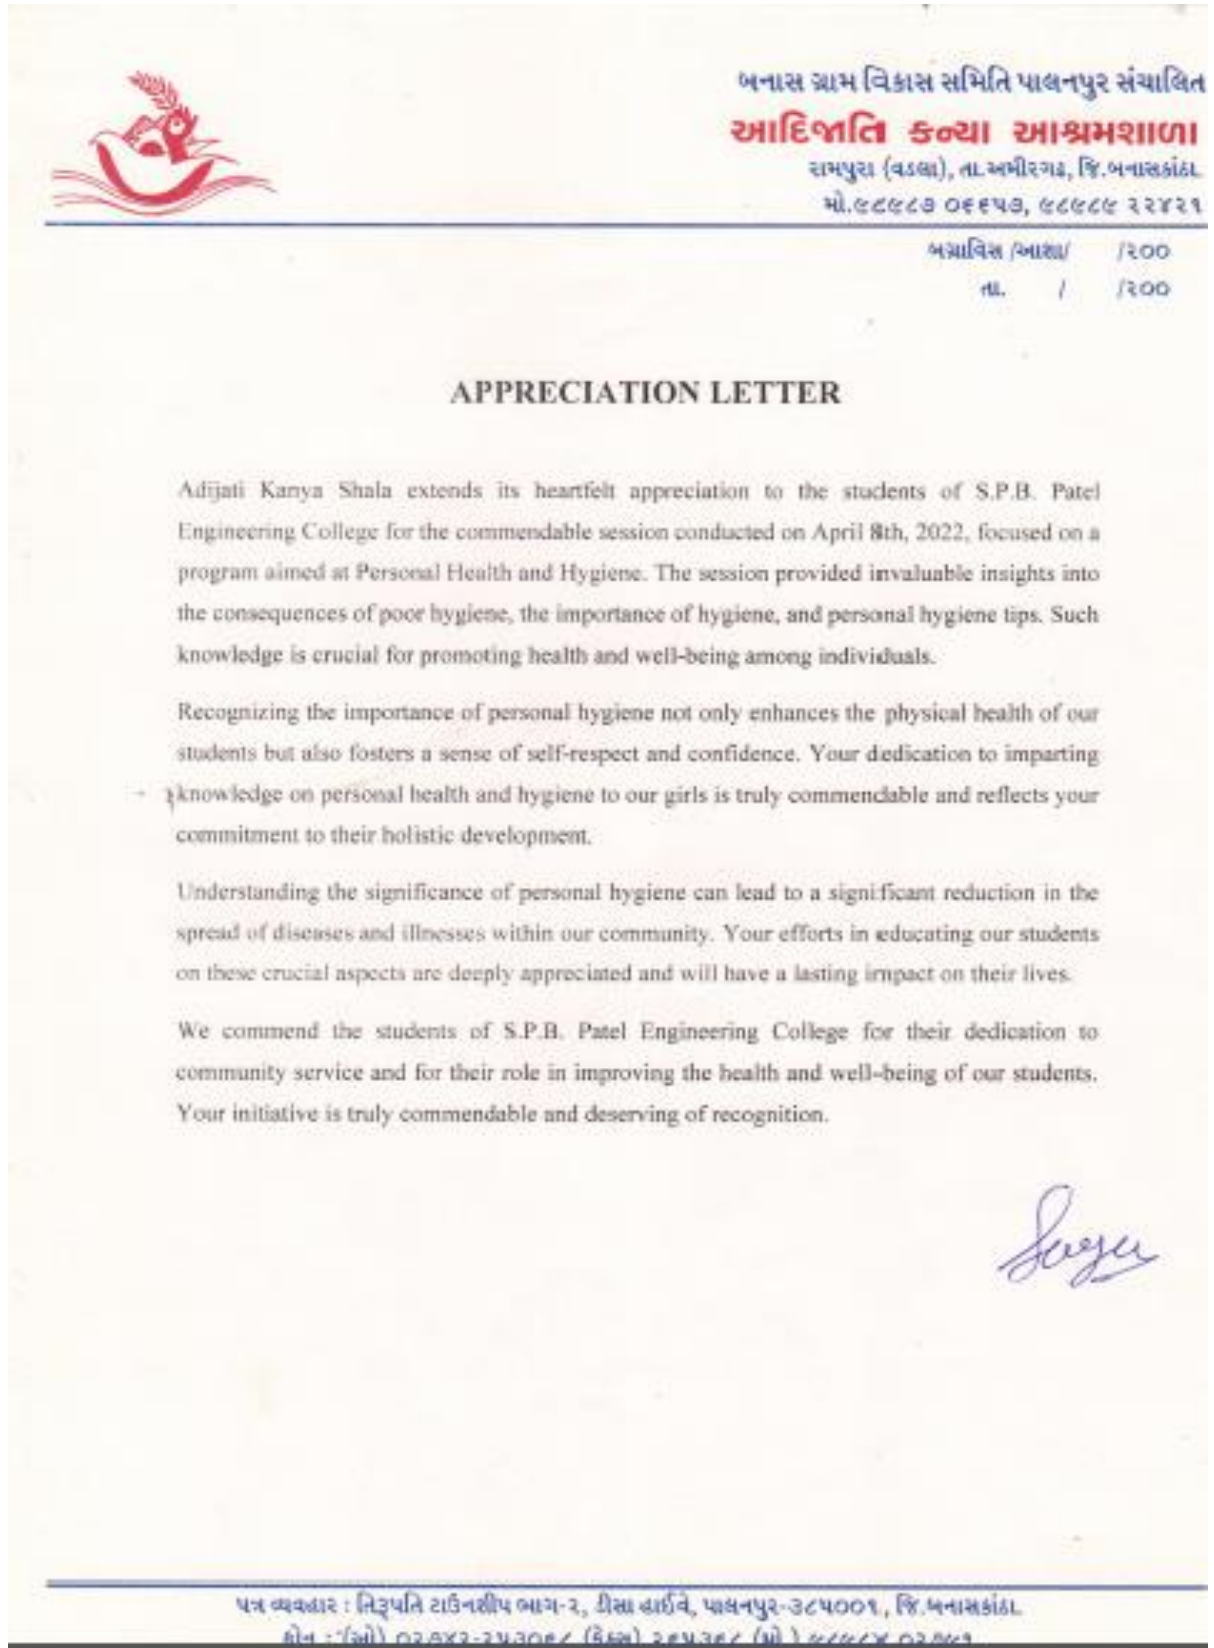 બનાસ ગ્રામ વિકાસ સમિતિ પાલનપુર સંચાલિત
આદિજાતિ કન્યા આશ્રમશાળા
રામપુરા (વડલા), તા.અમીરગઢ, જિ.બનાસકાંઠા.
મો.૯૮૯૮૭ ૦૬૬૫૭, ૯૮૯૮૯ ૨૨૪૨૧
બગ્રાવિસ /આશા/ /૨૦૦
તા. / /૨૦૦
APPRECIATION LETTER
Adijati Kanya Shala extends its heartfelt appreciation to the students of S.P.B. Patel
Engineering College for the commendable session conducted on April 8th, 2022, focused on a
program aimed at Personal Health and Hygiene. The session provided invaluable insights into
the consequences of poor hygiene, the importance of hygiene, and personal hygiene tips. Such
knowledge is crucial for promoting health and well-being among individuals.
Recognizing the importance of personal hygiene not only enhances the physical health of our
students but also fosters a sense of self-respect and confidence. Your dedication to imparting
knowledge on personal health and hygiene to our girls is truly commendable and reflects your
commitment to their holistic development.
Understanding the significance of personal hygiene can lead to a significant reduction in the
spread of diseases and illnesses within our community. Your efforts in educating our students
on these crucial aspects are deeply appreciated and will have a lasting impact on their lives.
We commend the students of S.P.B. Patel Engineering College for their dedication to
community service and for their role in improving the health and well-being of our students.
Your initiative is truly commendable and deserving of recognition.
પત્ર વ્યવહાર : તિરૂપતિ ટાઉનશીપ ભાગ-૨, ડીસા હાઈવે, પાલનપુર-૩૮૫૦૦૧, જિ.બનાસકાંઠા.